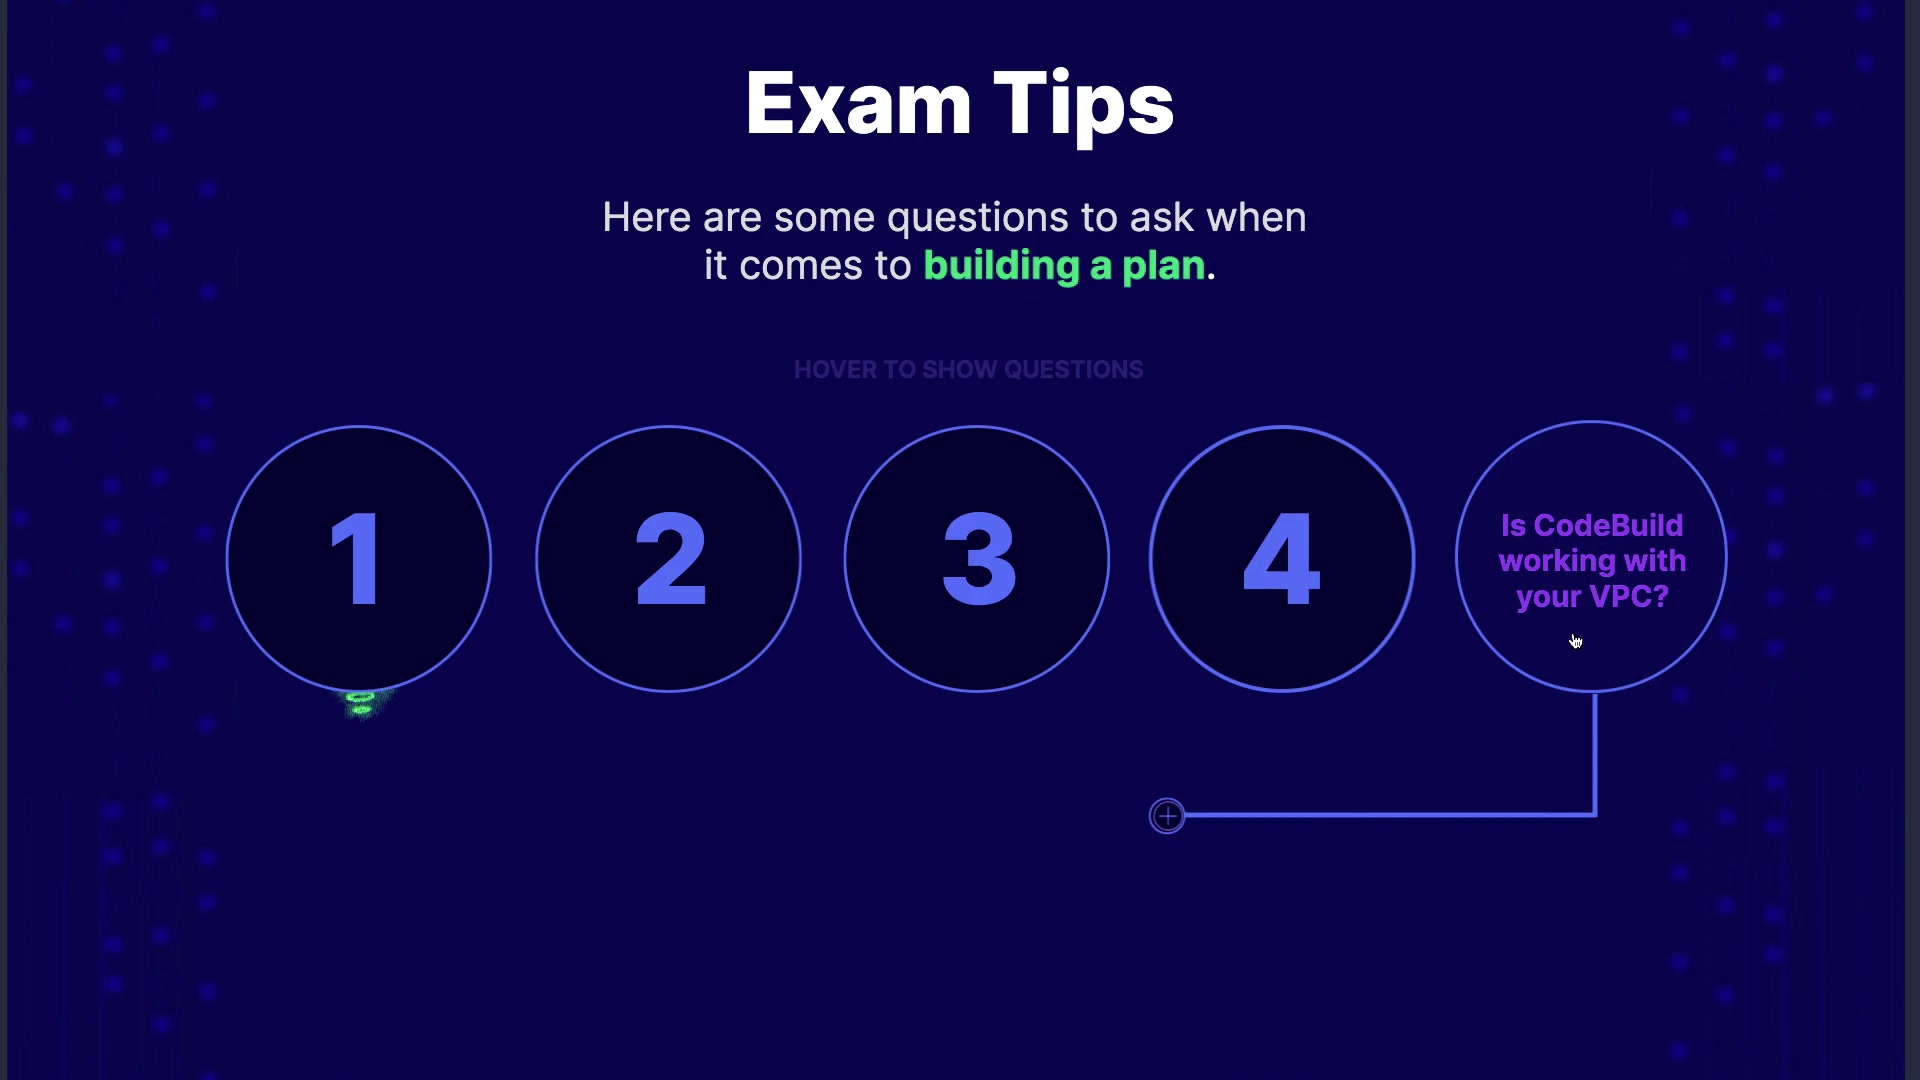 Exam Tips
Here are some questions to ask when
it comes to building a plan.
HOVER TO SHOW QUESTIONS
1
2
3
4
Is CodeBuild
working with
your VPC?